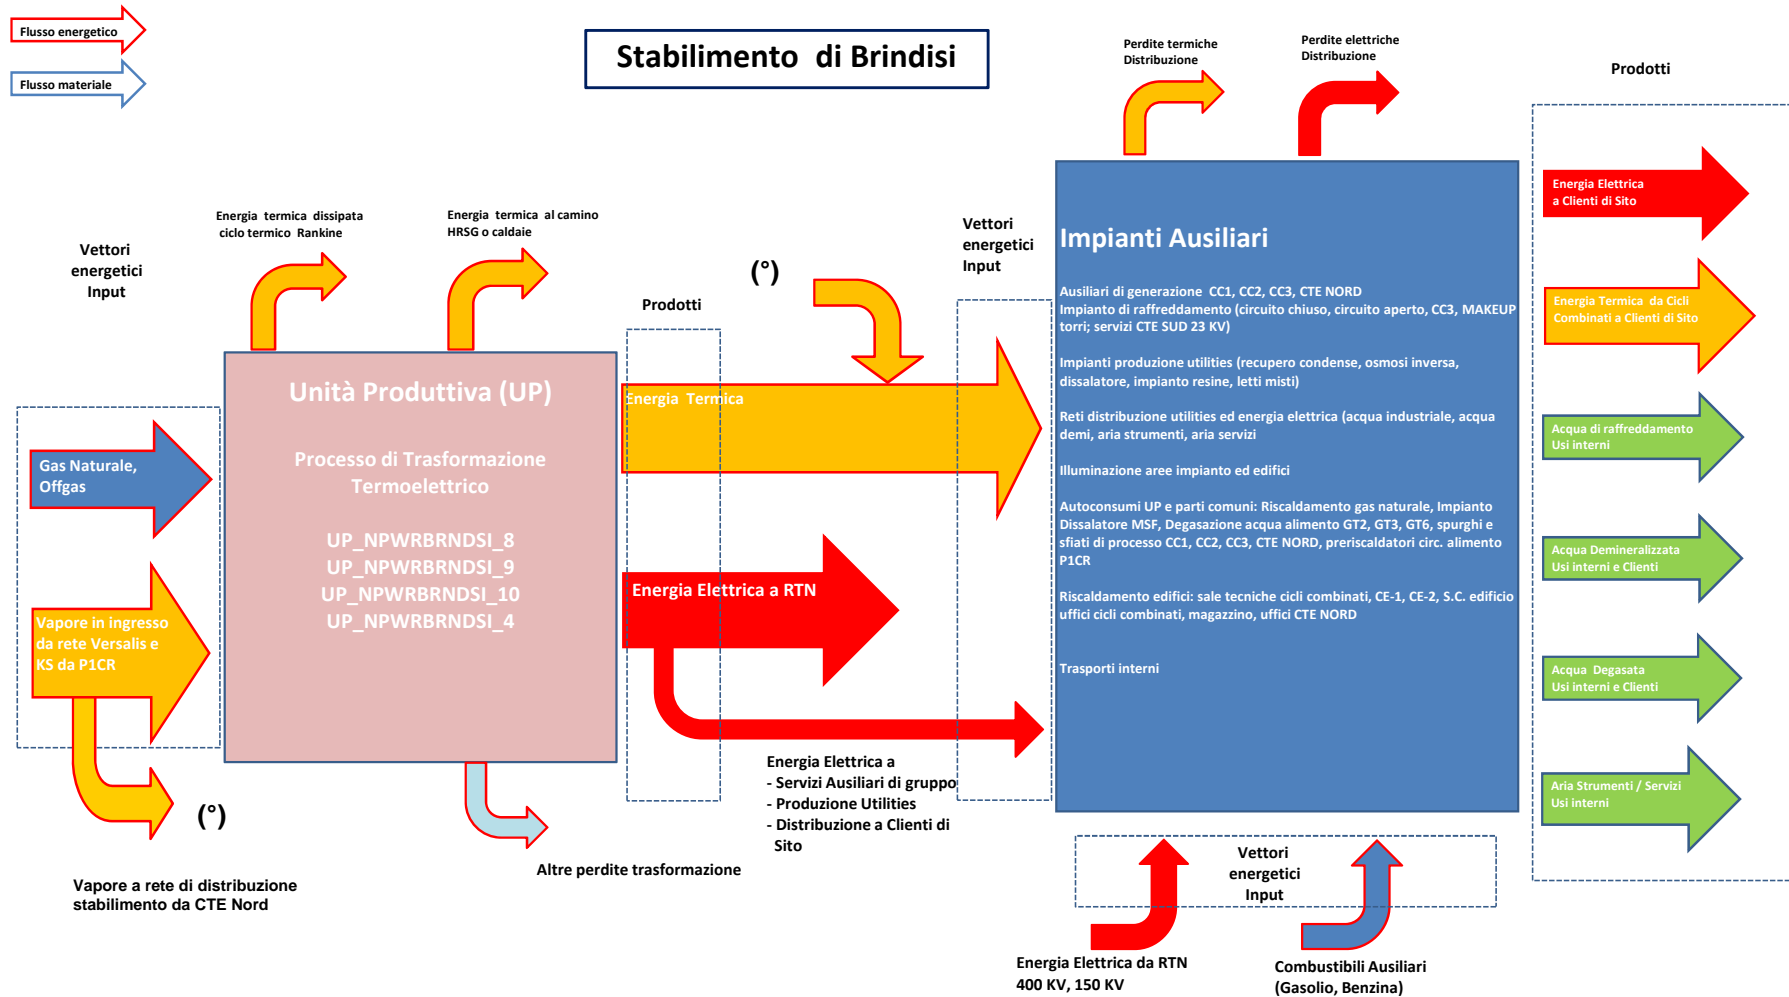 Flusso energetico
Flusso materiale
Stabilimento di Brindisi
Perdite termiche
Distribuzione
Perdite elettriche
Distribuzione
Prodotti
Vettori
energetici
Input
Energia termica dissipata
ciclo termico Rankine
Energia termica al camino
HRSG o caldaie
Prodotti
(°)
Vettori
energetici
Input
Gas Naturale,
Offgas
Vapore in ingresso
da rete Versalis e
KS da P1CR
(°)
Vapore a rete di distribuzione
stabilimento da CTE Nord
Unità Produttiva (UP)
Processo di Trasformazione
Termoelettrico
UP_NPWRBRNDSI_8
UP_NPWRBRNDSI_9
UP_NPWRBRNDSI_10
UP_NPWRBRNDSI_4
Altre perdite trasformazione
Energia Termica
Energia Elettrica a RTN
Energia Elettrica a
- Servizi Ausiliari di gruppo
- Produzione Utilities
- Distribuzione a Clienti di
Sito
Impianti Ausiliari
Ausiliari di generazione CC1, CC2, CC3, CTE NORD
Impianto di raffreddamento (circuito chiuso, circuito aperto, CC3, MAKEUP
torri; servizi CTE SUD 23 KV)
Impianti produzione utilities (recupero condense, osmosi inversa,
dissalatore, impianto resine, letti misti)
Reti distribuzione utilities ed energia elettrica (acqua industriale, acqua
demi, aria strumenti, aria servizi
Illuminazione aree impianto ed edifici
Autoconsumi UP e parti comuni: Riscaldamento gas naturale, Impianto
Dissalatore MSF, Degasazione acqua alimento GT2, GT3, GT6, spurghi e
sfiati di processo CC1, CC2, CC3, CTE NORD, preriscaldatori circ. alimento
P1CR
Riscaldamento edifici: sale tecniche cicli combinati, CE-1, CE-2, S.C. edificio
uffici cicli combinati, magazzino, uffici CTE NORD
Trasporti interni
Vettori
energetici
Input
Energia Elettrica da RTN
400 KV, 150 KV
Combustibili Ausiliari
(Gasolio, Benzina)
Energia Elettrica
a Clienti di Sito
Energia Termica da Cicli
Combinati a Clienti di Sito
Acqua di raffreddamento
Usi interni
Acqua Demineralizzata
Usi interni e Clienti
Acqua Degasata
Usi interni e Clienti
Aria Strumenti / Servizi
Usi interni